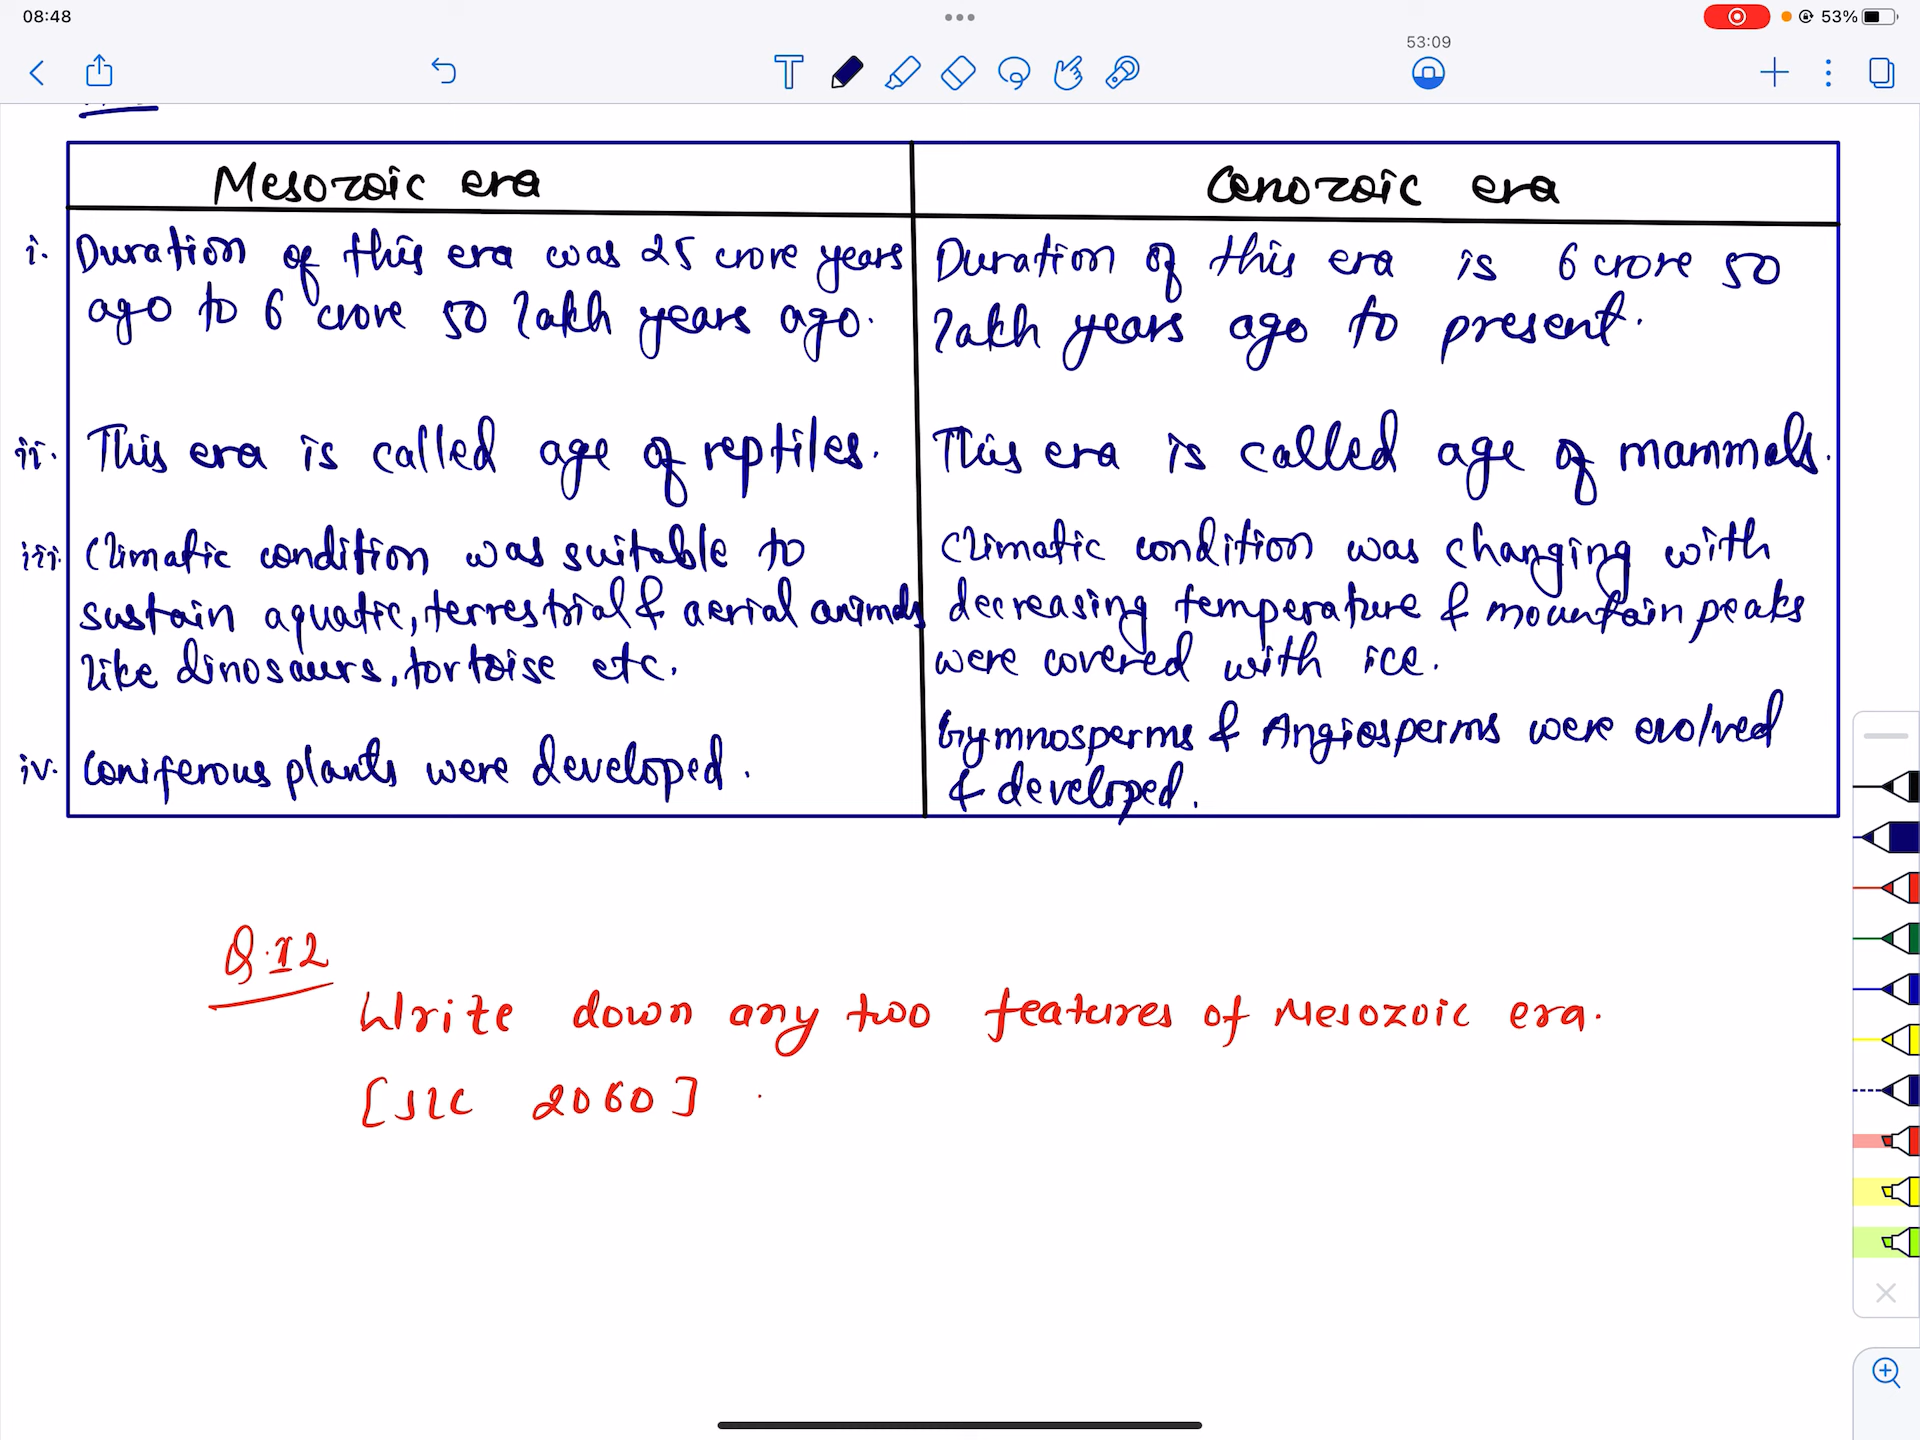 08:48
53%
53:09
Mesozoic era
Cenozoic era
i. Duration of this era was 25 crore years
ago to 6 crore 50 lakh years ago.
Duration of this era is 6 crore 50
lakh years ago to present.
ii. This era is called age of reptiles.
This era is called age of mammals.
iii. Climatic condition was suitable to
sustain aquatic, terrestrial & aerial animals
like dinosaurs, tortoise etc.
Climatic condition was changing with
decreasing temperature & mountain peaks
were covered with ice.
iv. Coniferous plants were developed.
Gymnosperms & Angiosperms were evolved
& developed.
Q.12
Write down any two features of Mesozoic era.
[SLC 2060]